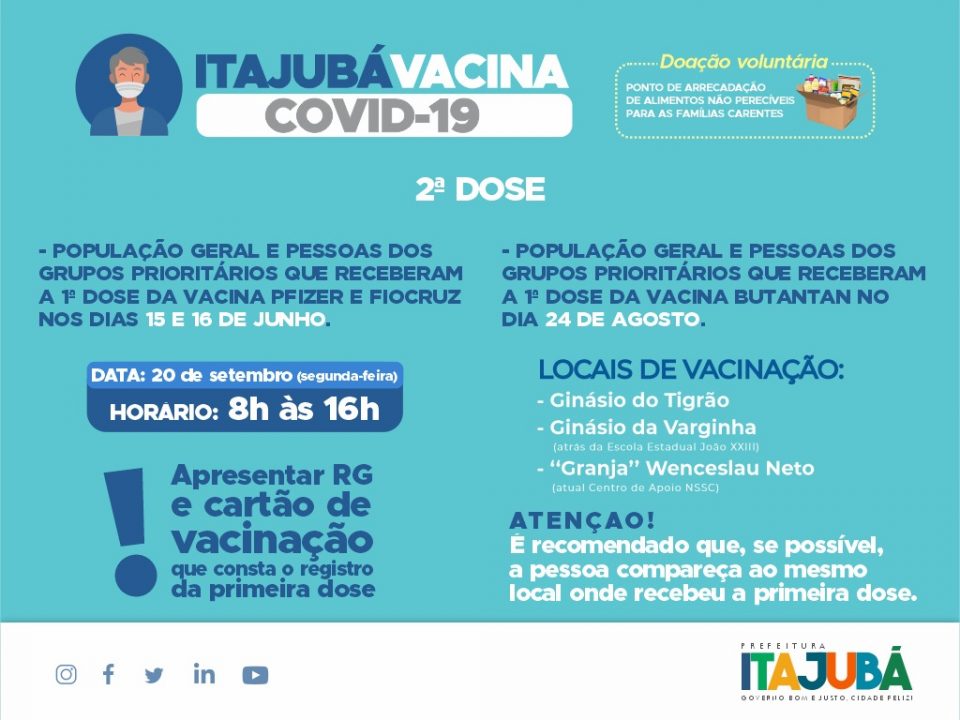 ITAJUBÁVACINA
COVID-19
Doação voluntária
PONTO DE ARRECADAÇÃO
DE ALIMENTOS NÃO PERECÍVEIS
PARA AS FAMÍLIAS CARENTES
2ª DOSE
- POPULAÇÃO GERAL E PESSOAS DOS
GRUPOS PRIORITÁRIOS QUE RECEBERAM
A 1ª DOSE DA VACINA PFIZER E FIOCRUZ
NOS DIAS 15 E 16 DE JUNHO.
DATA: 20 de setembro (segunda-feira)
HORÁRIO: 8h às 16h
! Apresentar RG
e cartão de
vacinação
que consta o registro
da primeira dose
- POPULAÇÃO GERAL E PESSOAS DOS
GRUPOS PRIORITÁRIOS QUE RECEBERAM
A 1ª DOSE DA VACINA BUTANTAN NO
DIA 24 DE AGOSTO.
LOCAIS DE VACINAÇÃO:
- Ginásio do Tigrão
- Ginásio da Varginha
(atrás da Escola Estadual João XXIII)
- “Granja” Wenceslau Neto
(atual Centro de Apoio NSSC)
ATENÇAO!
É recomendado que, se possível,
a pessoa compareça ao mesmo
local onde recebeu a primeira dose.
PREFEITURA
ITAJUBÁ
GOVERNO BOM E JUSTO. CIDADE FELIZ!